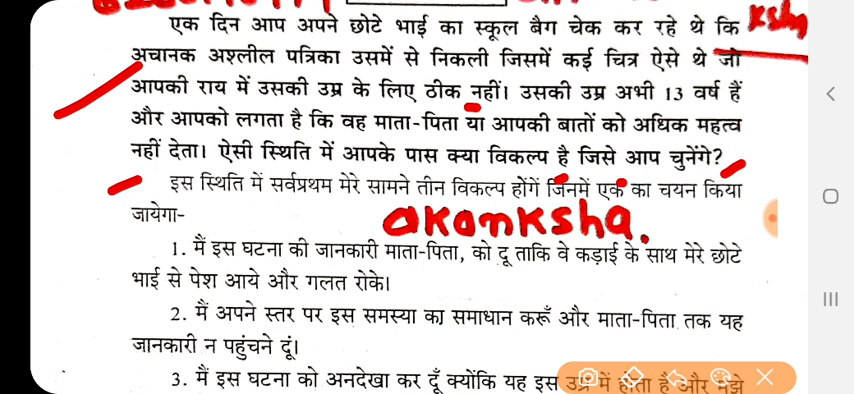 एक दिन आप अपने छोटे भाई का स्कूल बैग चेक कर रहे थे कि
ksha
अचानक अश्लील पत्रिका उसमें से निकली जिसमें कई चित्र ऐसे थे जो
आपकी राय में उसकी उम्र के लिए ठीक नहीं। उसकी उम्र अभी 13 वर्ष हैं
और आपको लगता है कि वह माता-पिता या आपकी बातों को अधिक महत्व
नहीं देता। ऐसी स्थिति में आपके पास क्या विकल्प है जिसे आप चुनेंगे?
इस स्थिति में सर्वप्रथम मेरे सामने तीन विकल्प होंगें जिनमें एक का चयन किया
जायेगा-
akanksha.
1. मैं इस घटना की जानकारी माता-पिता, को दू ताकि वे कड़ाई के साथ मेरे छोटे
भाई से पेश आये और गलत रोके।
2. मैं अपने स्तर पर इस समस्या का समाधान करूँ और माता-पिता तक यह
जानकारी न पहुंचने दूं।
3. मैं इस घटना को अनदेखा कर दूँ क्योंकि यह इस उम्र में होता है और मुझे